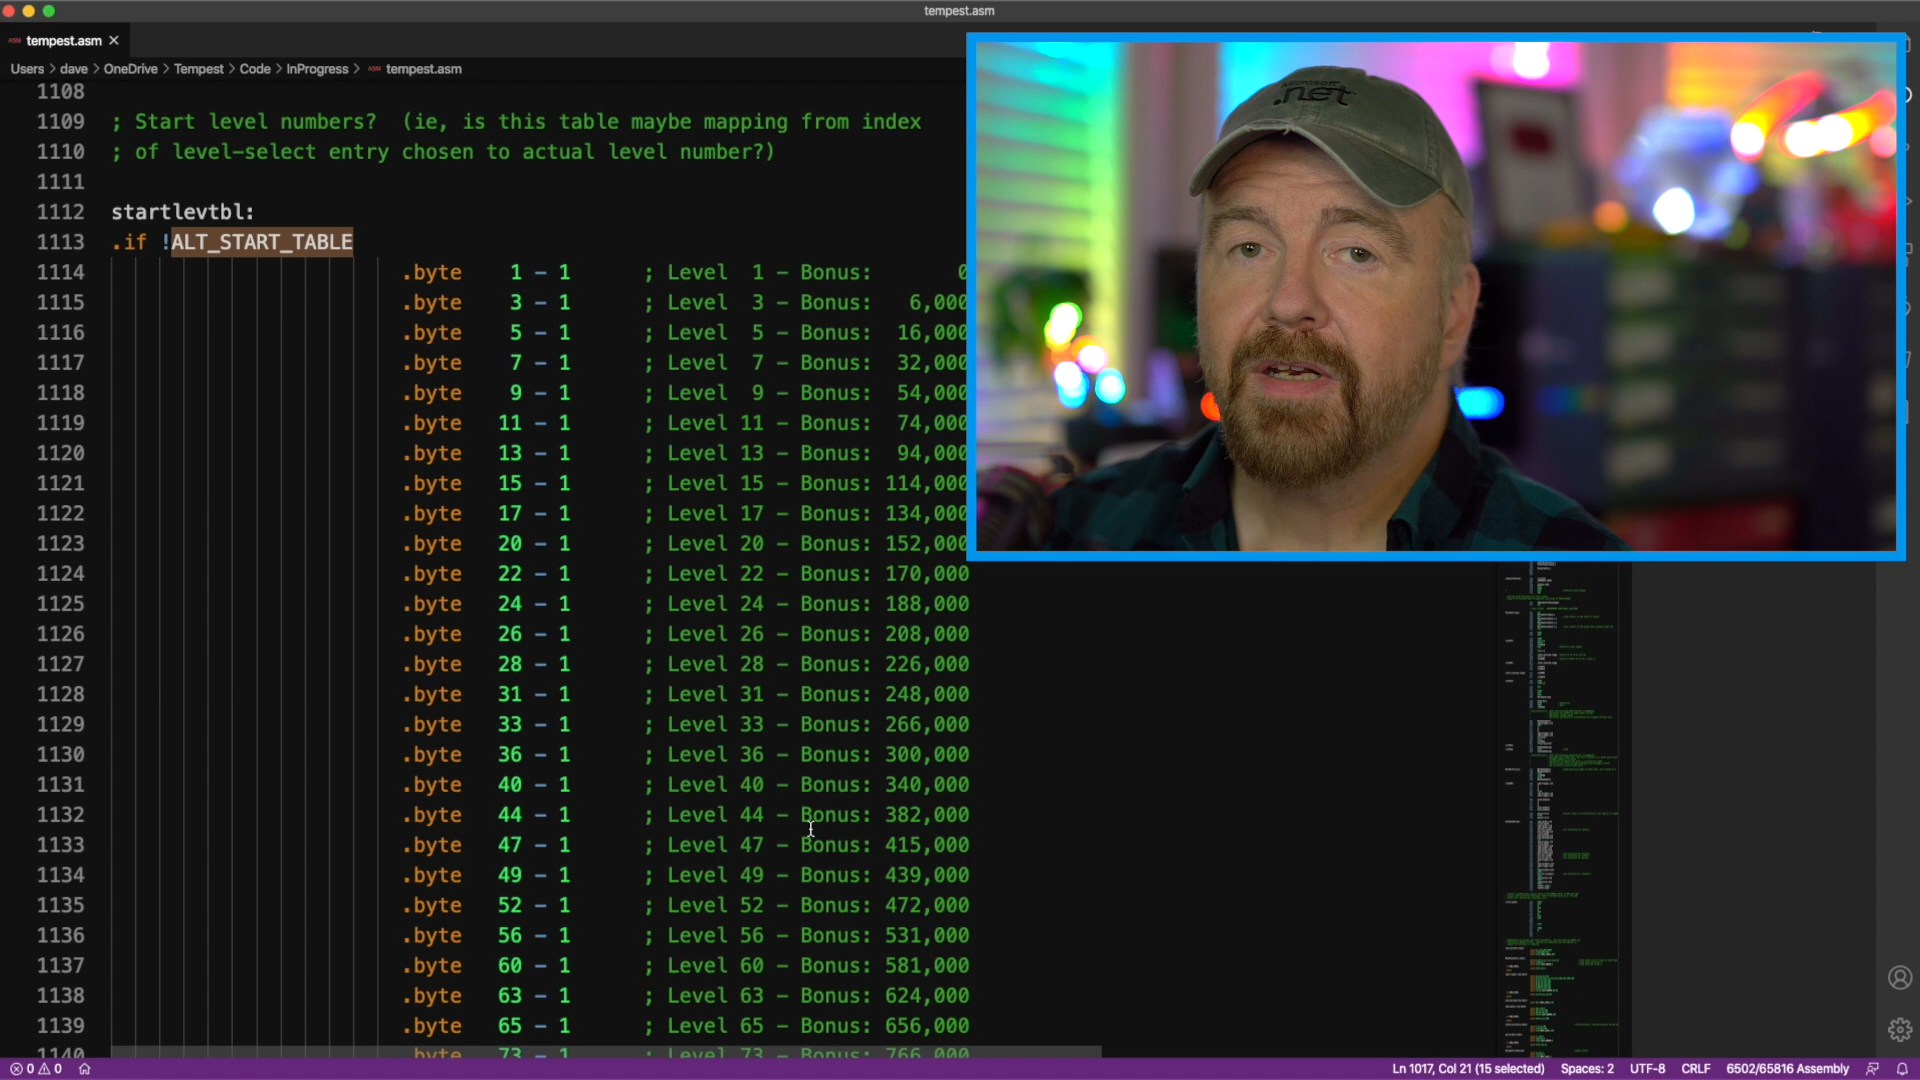 tempest.asm
ASM tempest.asm
Users > dave > OneDrive > Tempest > Code > InProgress > ASM tempest.asm
.net
1108
1109 ; Start level numbers? (ie, is this table maybe mapping from index
1110 ; of level-select entry chosen to actual level number?)
1111
1112 startlevtbl:
1113 .if !ALT_START_TABLE
1114 .byte 1 - 1 ; Level 1 - Bonus: 0
1115 .byte 3 - 1 ; Level 3 - Bonus: 6,000
1116 .byte 5 - 1 ; Level 5 - Bonus: 16,000
1117 .byte 7 - 1 ; Level 7 - Bonus: 32,000
1118 .byte 9 - 1 ; Level 9 - Bonus: 54,000
1119 .byte 11 - 1 ; Level 11 - Bonus: 74,000
1120 .byte 13 - 1 ; Level 13 - Bonus: 94,000
1121 .byte 15 - 1 ; Level 15 - Bonus: 114,000
1122 .byte 17 - 1 ; Level 17 - Bonus: 134,000
1123 .byte 20 - 1 ; Level 20 - Bonus: 152,000
1124 .byte 22 - 1 ; Level 22 - Bonus: 170,000
1125 .byte 24 - 1 ; Level 24 - Bonus: 188,000
1126 .byte 26 - 1 ; Level 26 - Bonus: 208,000
1127 .byte 28 - 1 ; Level 28 - Bonus: 226,000
1128 .byte 31 - 1 ; Level 31 - Bonus: 248,000
1129 .byte 33 - 1 ; Level 33 - Bonus: 266,000
1130 .byte 36 - 1 ; Level 36 - Bonus: 300,000
1131 .byte 40 - 1 ; Level 40 - Bonus: 340,000
1132 .byte 44 - 1 ; Level 44 - Bonus: 382,000
1133 .byte 47 - 1 ; Level 47 - Bonus: 415,000
1134 .byte 49 - 1 ; Level 49 - Bonus: 439,000
1135 .byte 52 - 1 ; Level 52 - Bonus: 472,000
1136 .byte 56 - 1 ; Level 56 - Bonus: 531,000
1137 .byte 60 - 1 ; Level 60 - Bonus: 581,000
1138 .byte 63 - 1 ; Level 63 - Bonus: 624,000
1139 .byte 65 - 1 ; Level 65 - Bonus: 656,000
1140 .byte 73 - 1 ; Level 73 - Bonus: 766,000
0 0 Ln 1017, Col 21 (15 selected) Spaces: 2 UTF-8 CRLF 6502/65816 Assembly